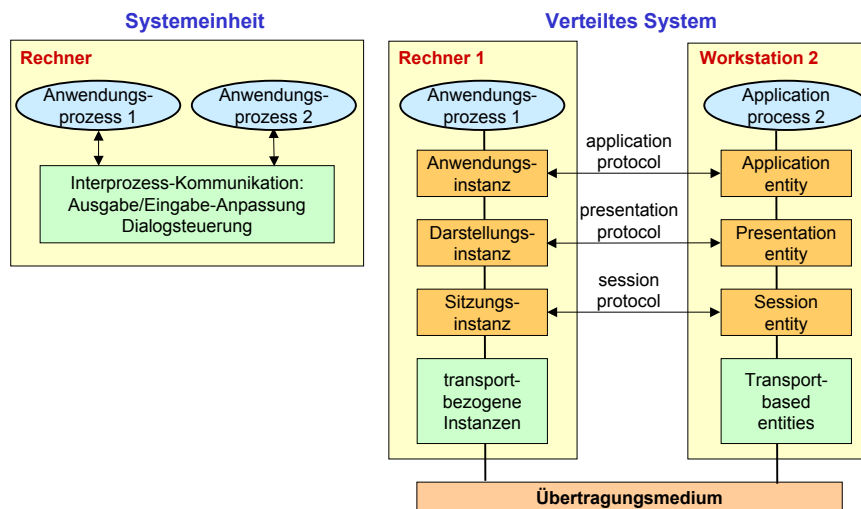 Systemeinheit
Verteiltes System
Rechner
Anwendungs-
prozess 1
Anwendungs-
prozess 2
Interprozess-Kommunikation:
Ausgabe/Eingabe-Anpassung
Dialogsteuerung
Rechner 1
Workstation 2
Anwendungs-
prozess 1
Application
process 2
application
protocol
Anwendungs-
instanz
Application
entity
presentation
protocol
Darstellungs-
instanz
Presentation
entity
session
protocol
Sitzungs-
instanz
Session
entity
transport-
bezogene
Instanzen
Transport-
based
entities
Übertragungsmedium